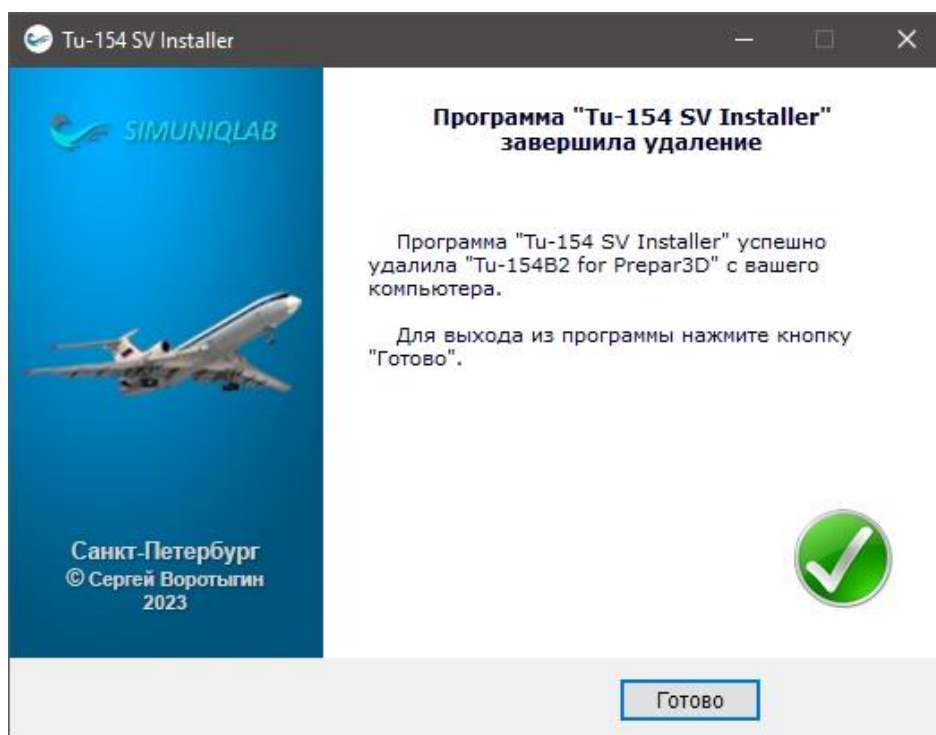 Tu-154 SV Installer
SIMUNIQLAB
Санкт-Петербург
© Сергей Воротыгин
2023
Программа "Tu-154 SV Installer"
завершила удаление
Программа "Tu-154 SV Installer" успешно
удалила "Tu-154B2 for Prepar3D" с вашего
компьютера.
Для выхода из программы нажмите кнопку
"Готово".
Готово